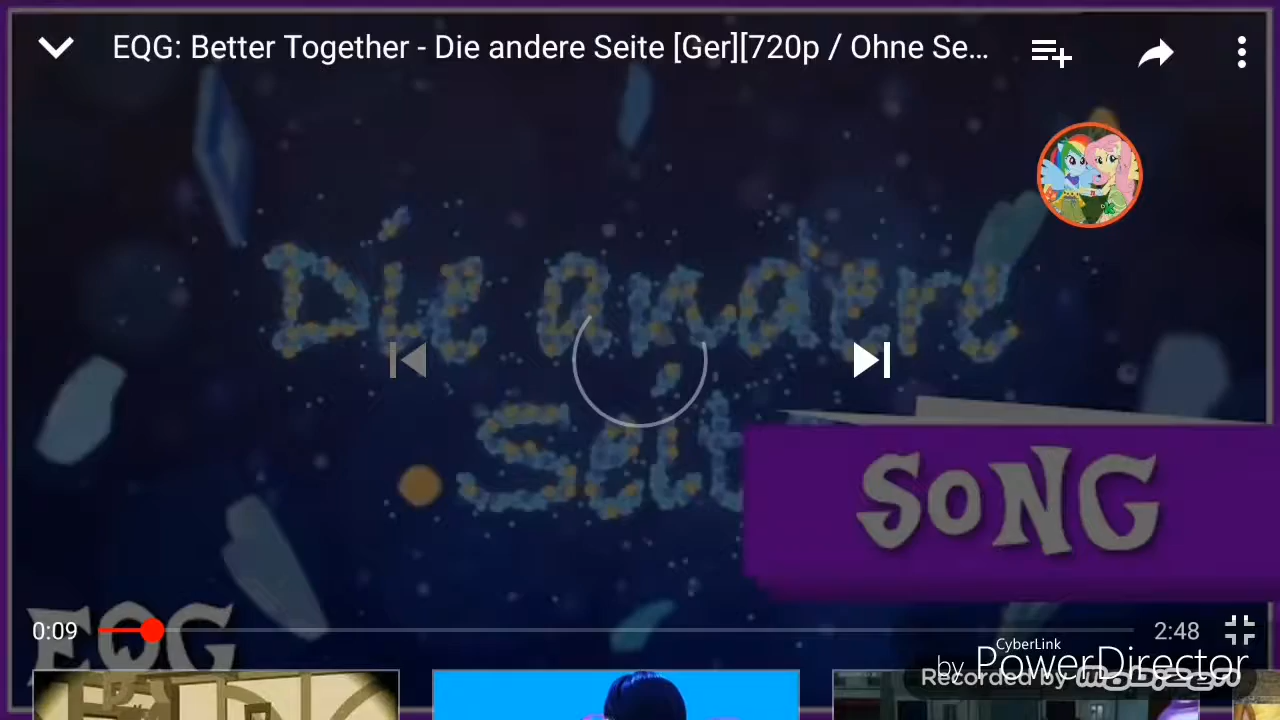 EQG: Better Together - Die andere Seite [Ger][720p / Ohne Se...
Die andere
Seit
SONG
EQG
0:09
2:48
CyberLink
by PowerDirector
Recorded by